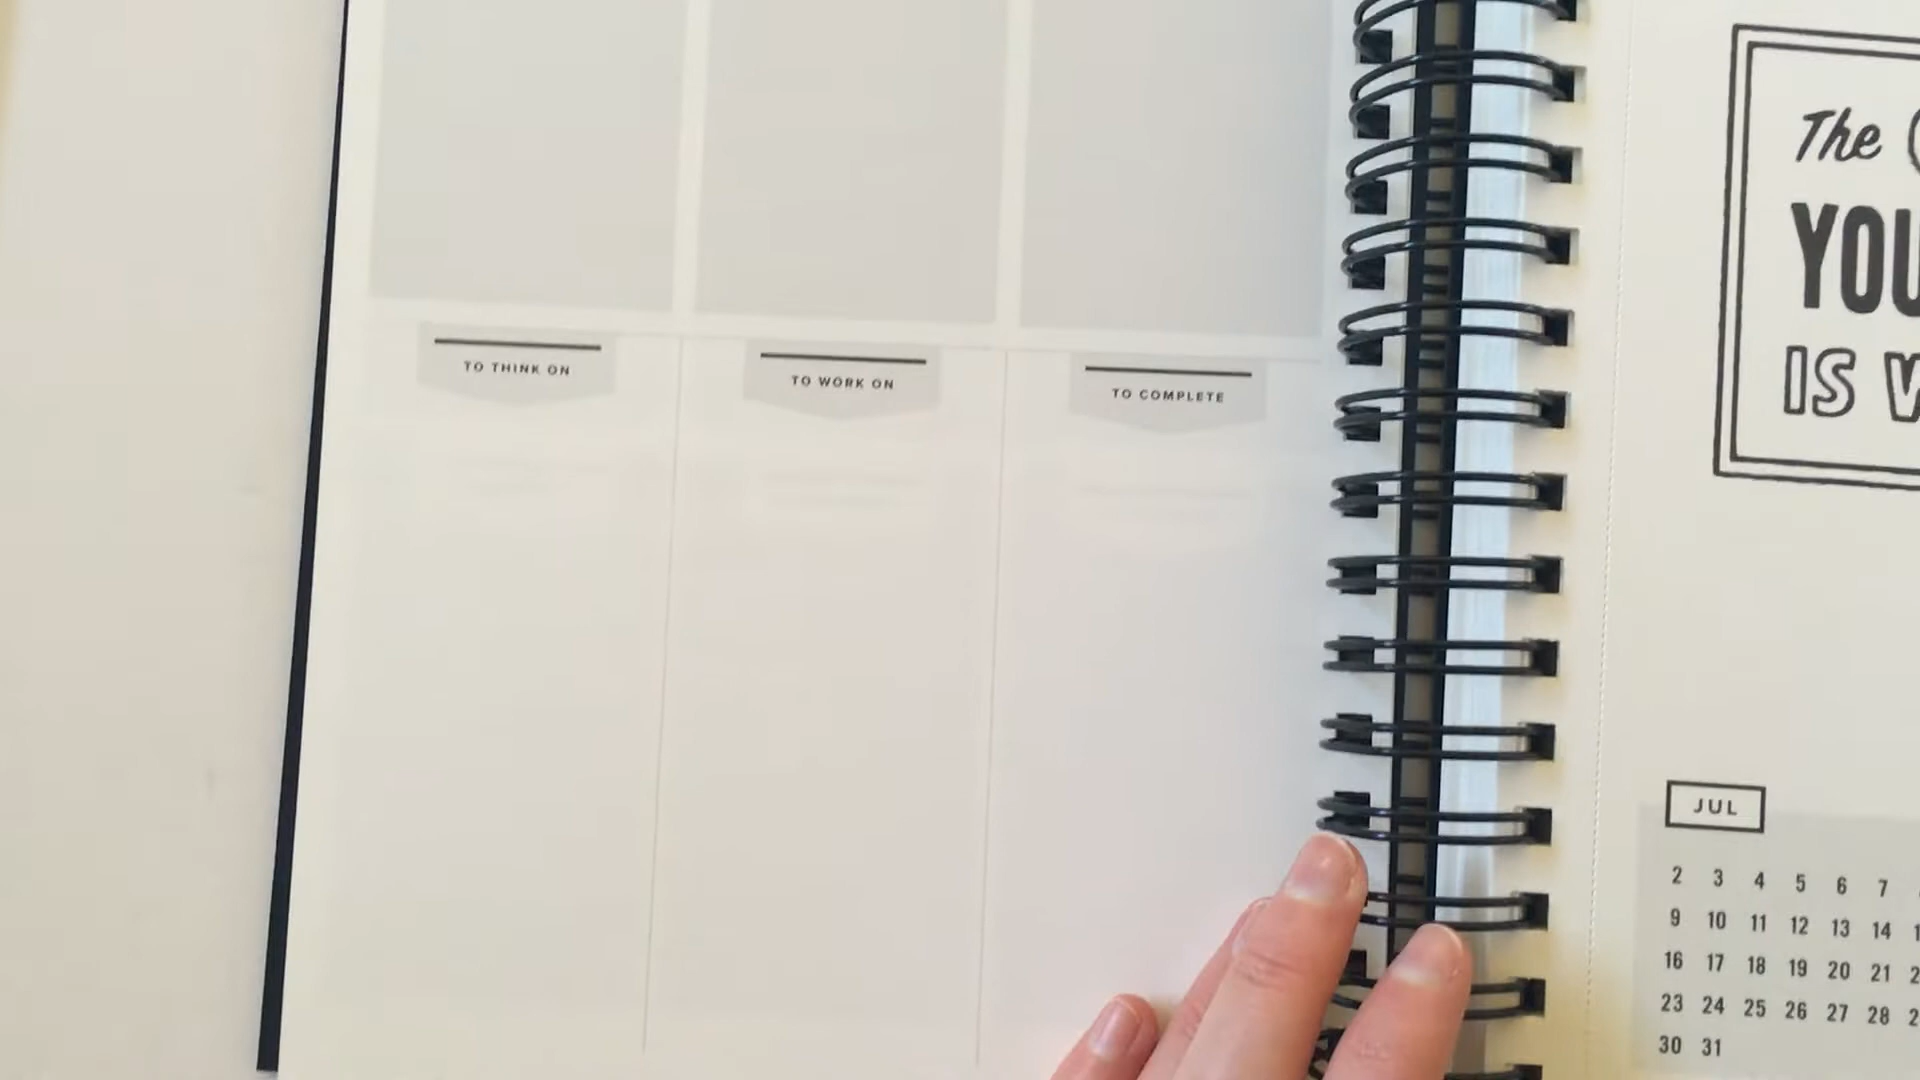 TO THINK ON
TO WORK ON
TO COMPLETE
The
YOU
IS
JUL
2 3 4 5 6 7
9 10 11 12 13 14
16 17 18 19 20 21
23 24 25 26 27 28
30 31